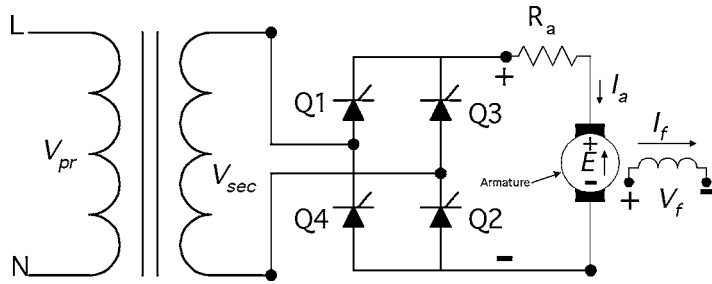 L
R_a
+
Q1
Q3
I_a
V_pr
V_sec
I_f
+
E
-
Armature
V_f
+
-
Q4
Q2
N
-